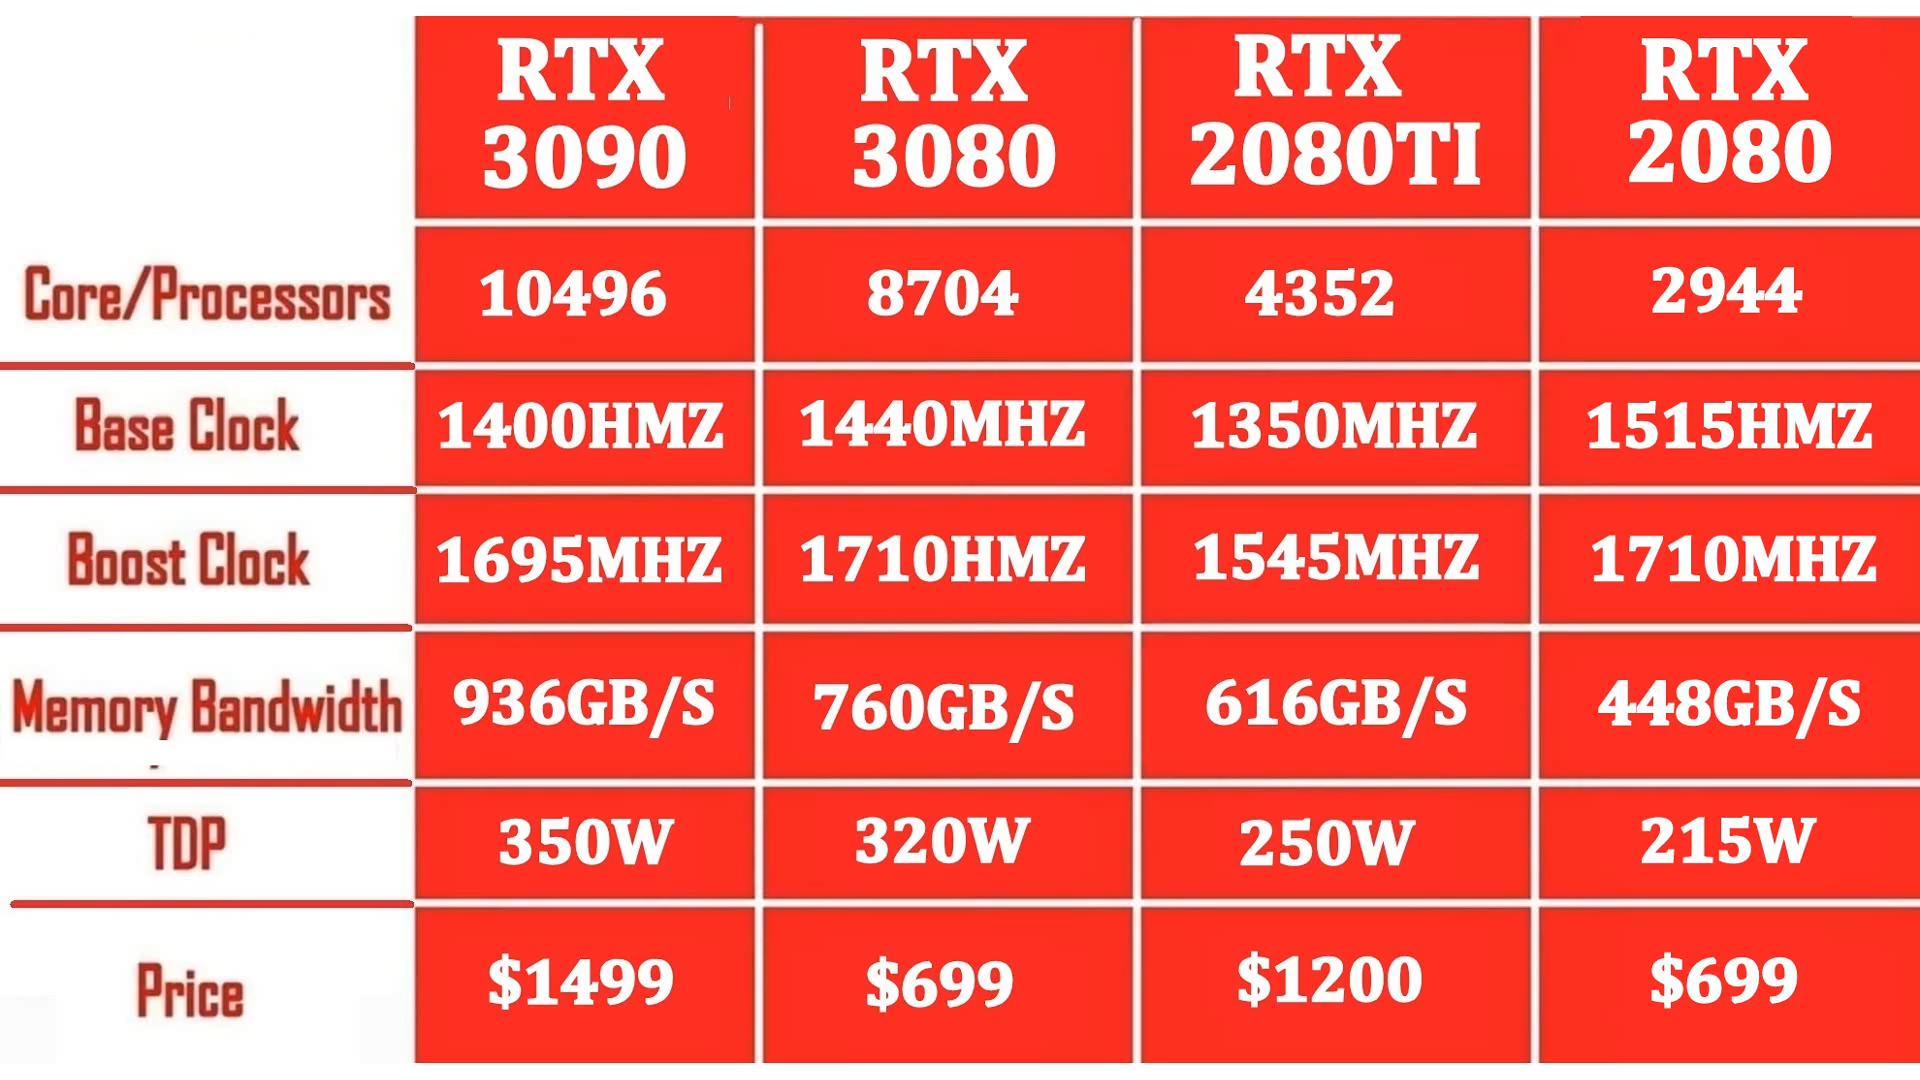 RTX 3090 RTX 3080 RTX 2080TI RTX 2080
Core/Processors 10496 8704 4352 2944
Base Clock 1400HMZ 1440MHZ 1350MHZ 1515HMZ
Boost Clock 1695MHZ 1710HMZ 1545MHZ 1710MHZ
Memory Bandwidth 936GB/S 760GB/S 616GB/S 448GB/S
TDP 350W 320W 250W 215W
Price $1499 $699 $1200 $699